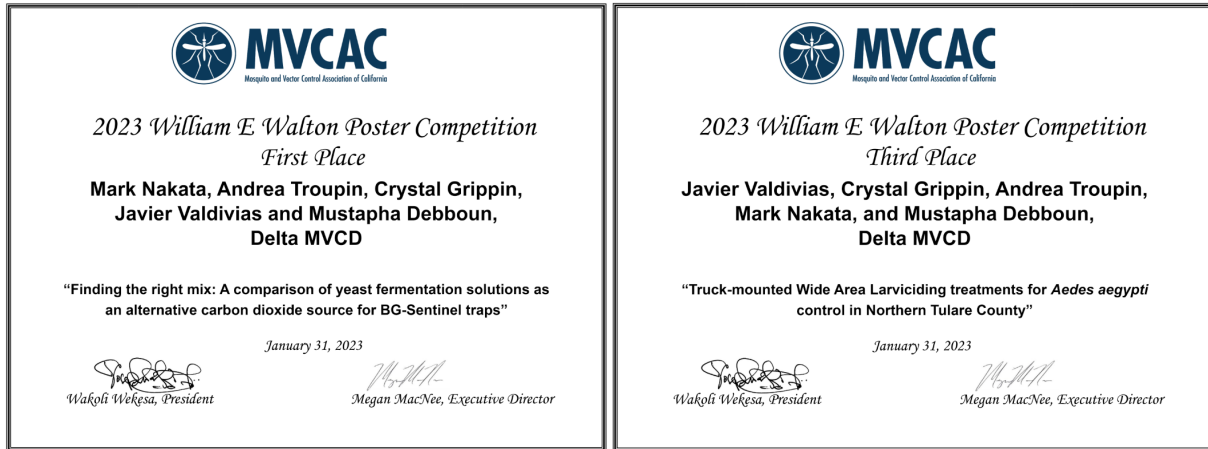 MVCAC
Mosquito and Vector Control Association of California
2023 William E Walton Poster Competition
First Place
Mark Nakata, Andrea Troupin, Crystal Grippin,
Javier Valdivias and Mustapha Debboun,
Delta MVCD
“Finding the right mix: A comparison of yeast fermentation solutions as
an alternative carbon dioxide source for BG-Sentinel traps”
January 31, 2023
Wakoli Wekesa, President
Megan MacNee, Executive Director
MVCAC
Mosquito and Vector Control Association of California
2023 William E Walton Poster Competition
Third Place
Javier Valdivias, Crystal Grippin, Andrea Troupin,
Mark Nakata, and Mustapha Debboun,
Delta MVCD
“Truck-mounted Wide Area Larviciding treatments for Aedes aegypti
control in Northern Tulare County”
January 31, 2023
Wakoli Wekesa, President
Megan MacNee, Executive Director